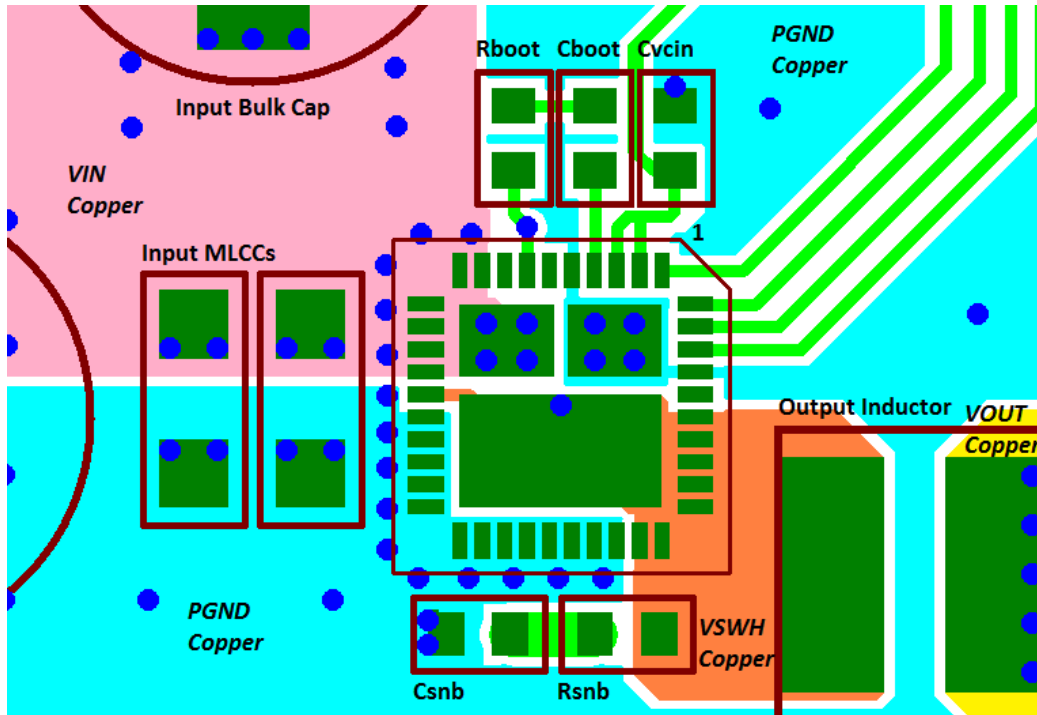 Rboot Cboot Cvcin
PGND
Copper
Input Bulk Cap
VIN
Copper
1
Input MLCCs
Output Inductor
VOUT
Copper
PGND
Copper
VSWH
Copper
Csnb
Rsnb